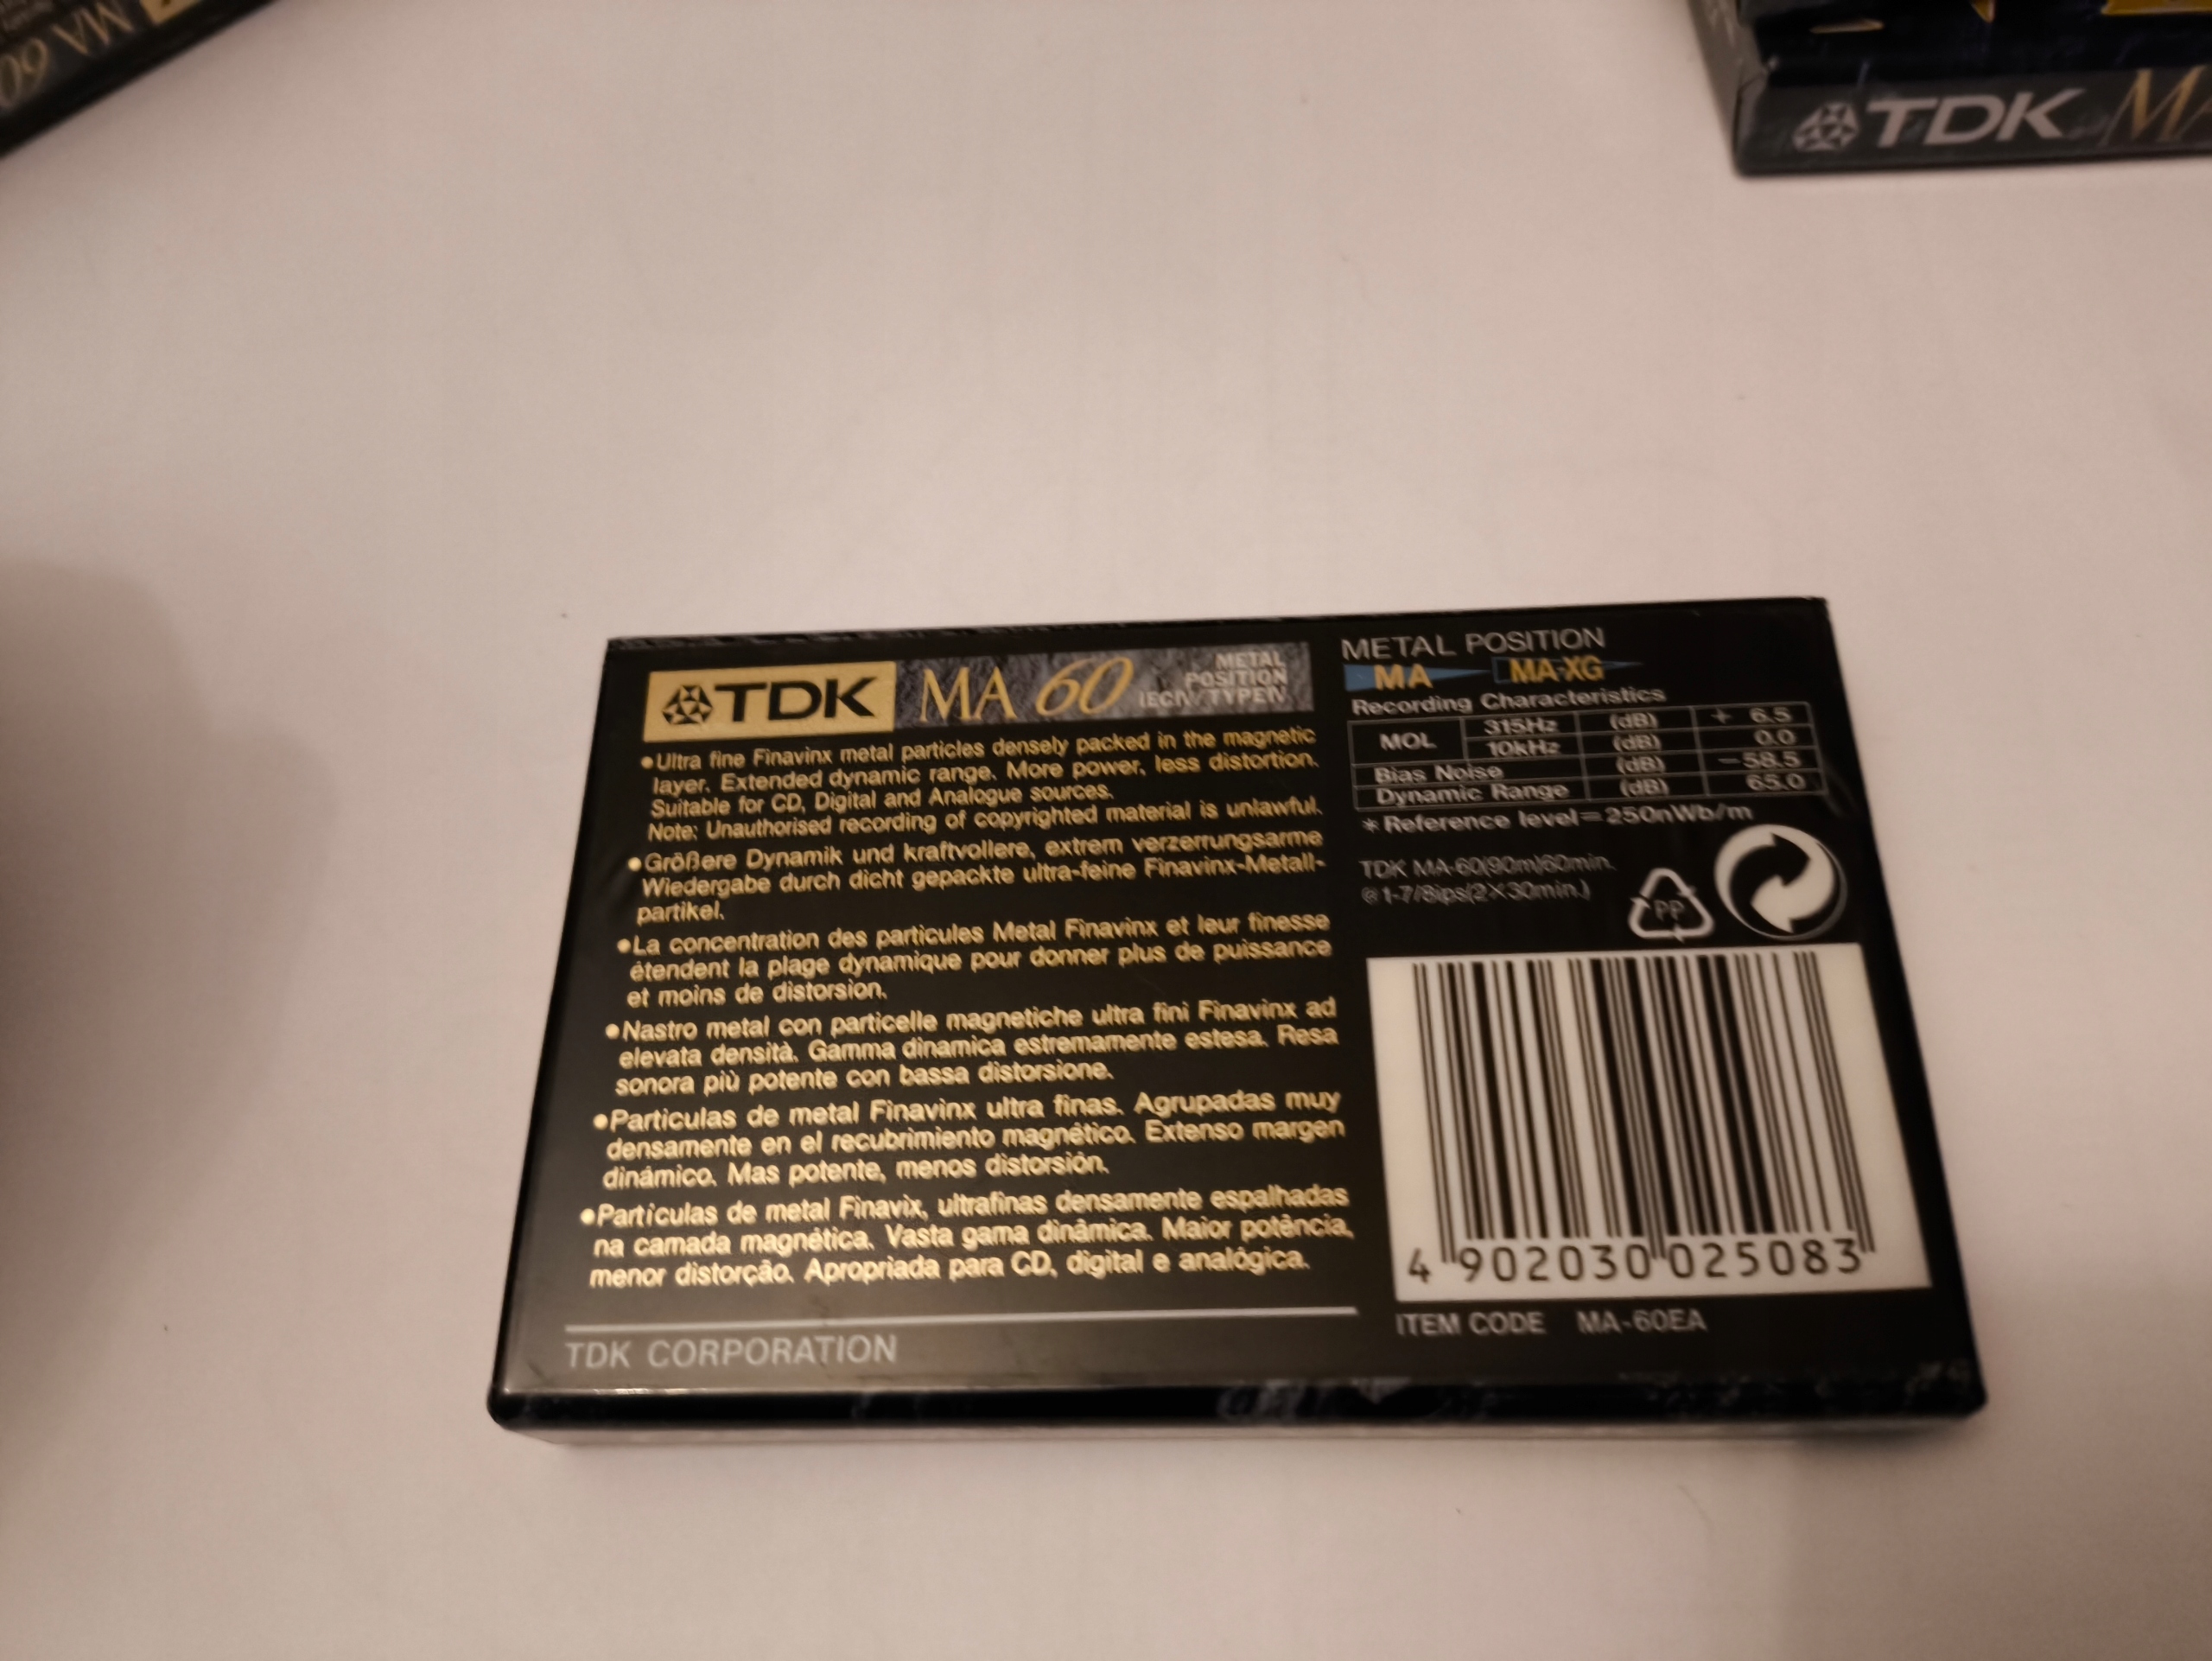 MA 60
TDK MA
TDK MA 60 METAL
POSITION
IECIV/TYPEIV
•Ultra fine Finavinx metal particles densely packed in the magnetic
layer. Extended dynamic range. More power, less distortion.
Suitable for CD, Digital and Analogue sources.
Note: Unauthorised recording of copyrighted material is unlawful.
•Größere Dynamik und kraftvollere, extrem verzerrungsarme
Wiedergabe durch dicht gepackte ultra-feine Finavinx-Metall-
partikel.
•La concentration des particules Metal Finavinx et leur finesse
étendent la plage dynamique pour donner plus de puissance
et moins de distorsion.
•Nastro metal con particelle magnetiche ultra fini Finavinx ad
elevata densità. Gamma dinamica estremamente estesa. Resa
sonora più potente con bassa distorsione.
•Particulas de metal Finavinx ultra finas. Agrupadas muy
densamente en el recubrimiento magnético. Extenso margen
dinámico. Mas potente, menos distorsión.
•Partículas de metal Finavix, ultrafinas densamente espalhadas
na camada magnética. Vasta gama dinâmica. Maior potência,
menor distorção. Apropriada para CD, digital e analógica.
TDK CORPORATION
METAL POSITION
MA MA-XG
Recording Characteristics
MOL 315Hz (dB) + 6.5
10kHz (dB) 0.0
Bias Noise (dB) −58.5
Dynamic Range (dB) 65.0
*Reference level=250nWb/m
TDK MA-60(90m)60min.
@1-7/8ips(2×30min.)
PP
4 902030 025083
ITEM CODE MA-60EA